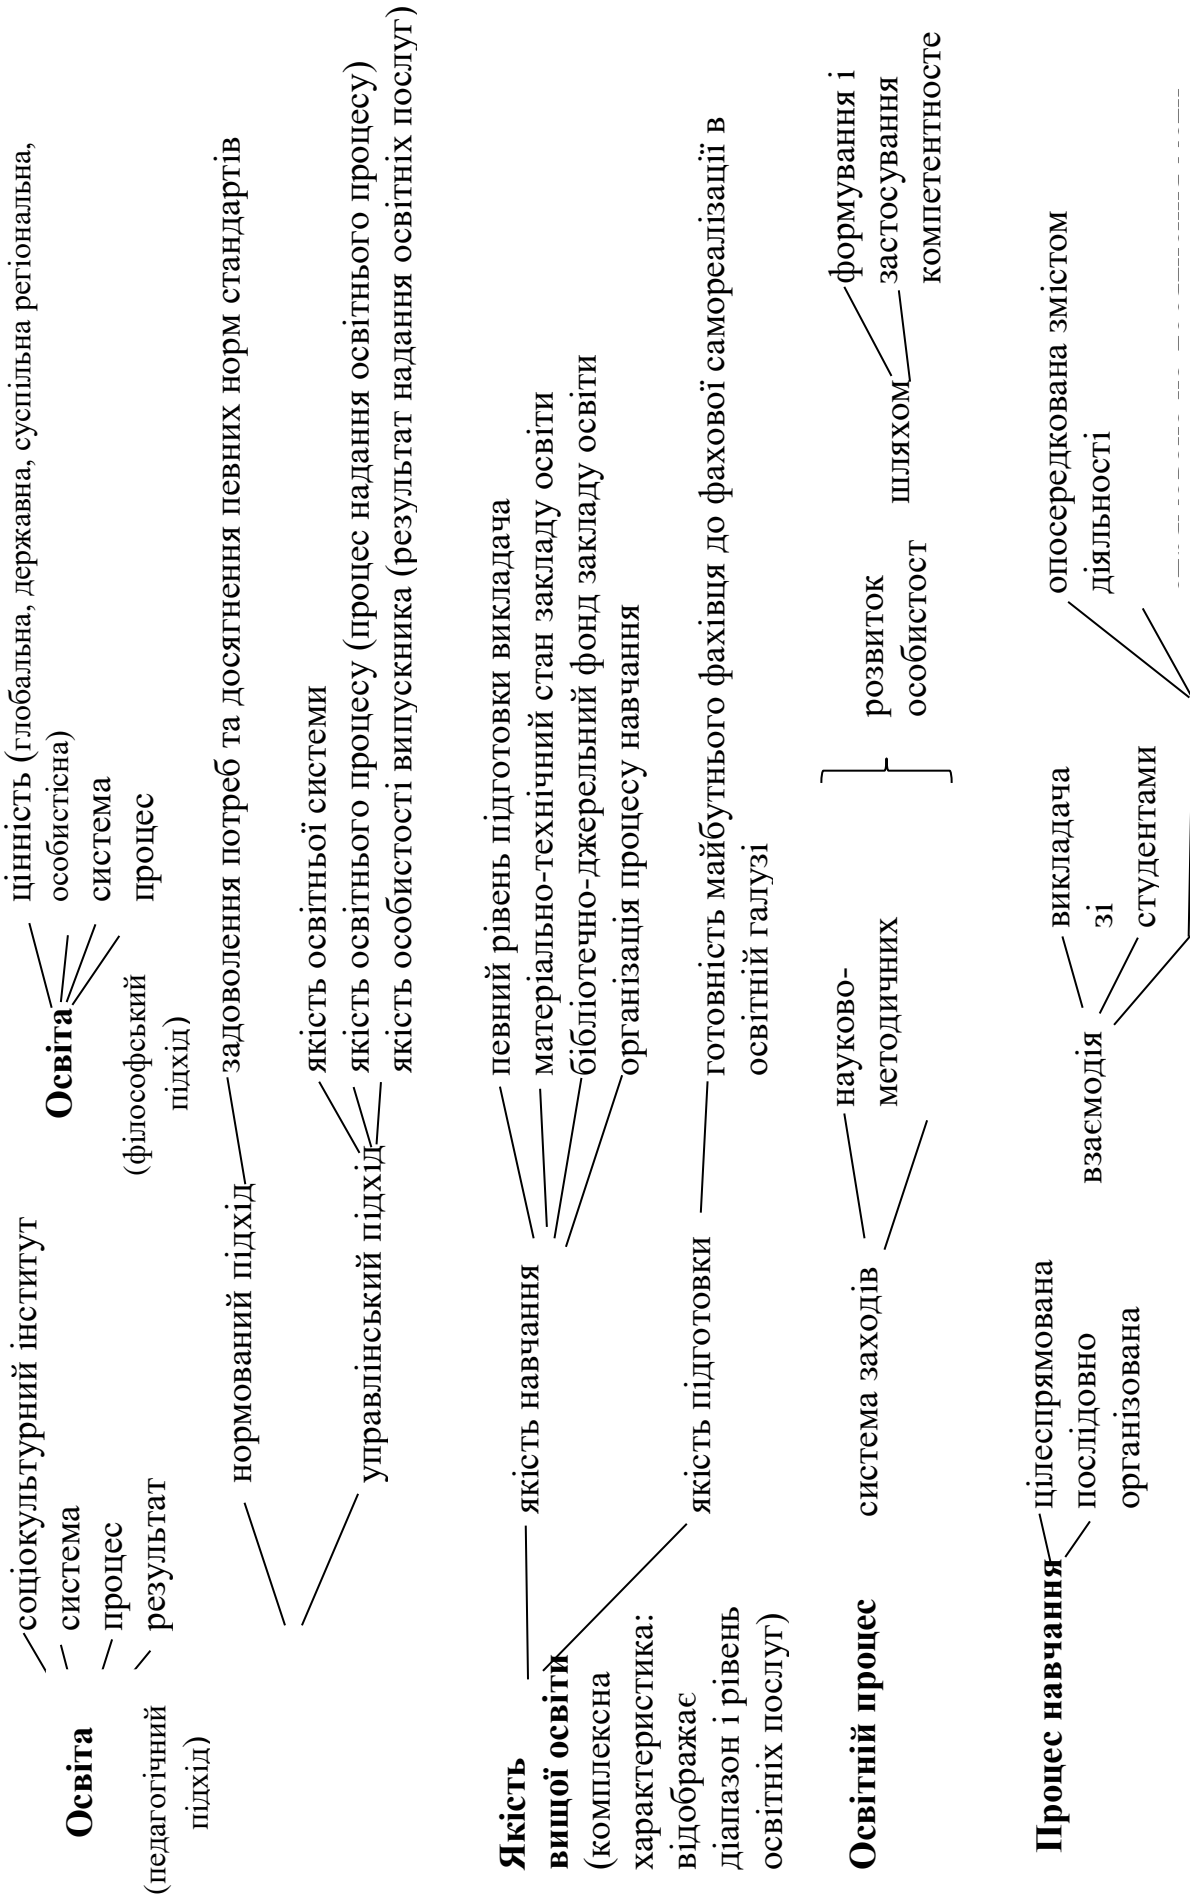 Освіта
(педагогічний
підхід)
соціокультурний інститут
система
процес
результат
Освіта
(філософський
підхід)
цінність (глобальна, державна, суспільна регіональна,
особистісна)
система
процес
нормований підхід
задоволення потреб та досягнення певних норм стандартів
управлінський підхід
якість освітньої системи
якість освітнього процесу (процес надання освітнього процесу)
якість особистості випускника (результат надання освітніх послуг)
Якість
вищої освіти
(комплексна
характеристика:
відображає
діапазон і рівень
освітніх послуг)
якість навчання
певний рівень підготовки викладача
матеріально-технічний стан закладу освіти
бібліотечно-джерельний фонд закладу освіти
організація процесу навчання
якість підготовки
готовність майбутнього фахівця до фахової самореалізації в
освітній галузі
Освітній процес
система заходів
науково-
методичних
розвиток
особистост
шляхом
формування і
застосування
компетентносте
Процес навчання
цілеспрямована
послідовно
організована
взаємодія
викладача
зі
студентами
опосередкована змістом
діяльності